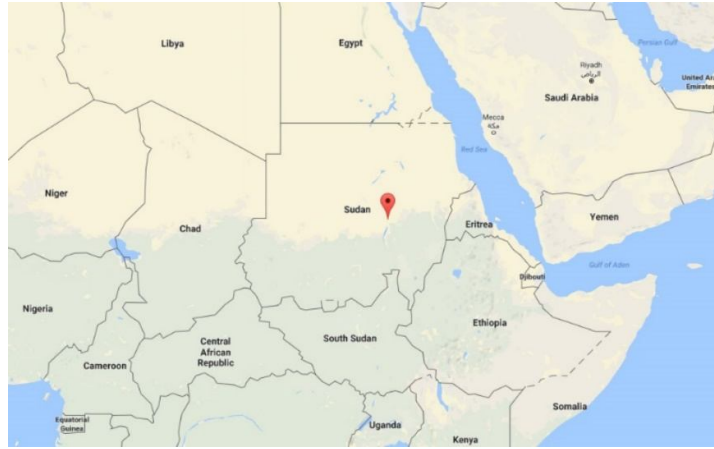 Libya
Egypt
Persian Gulf
Riyadh
الرياض
United Ara
Emirates
Saudi Arabia
Mecca
مكة
Red Sea
Niger
Chad
Sudan
Eritrea
Yemen
Gulf of Aden
Djibouti
Nigeria
Ethiopia
Central
African
Republic
South Sudan
Cameroon
Somalia
Equatorial
Guinea
Uganda
Kenya